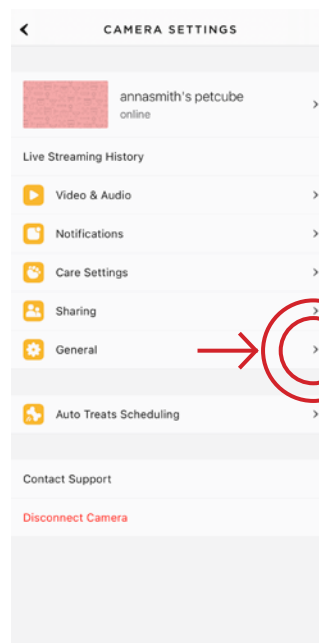 CAMERA SETTINGS
annasmith's petcube
online
Live Streaming History
Video & Audio
Notifications
Care Settings
Sharing
General
Auto Treats Scheduling
Contact Support
Disconnect Camera